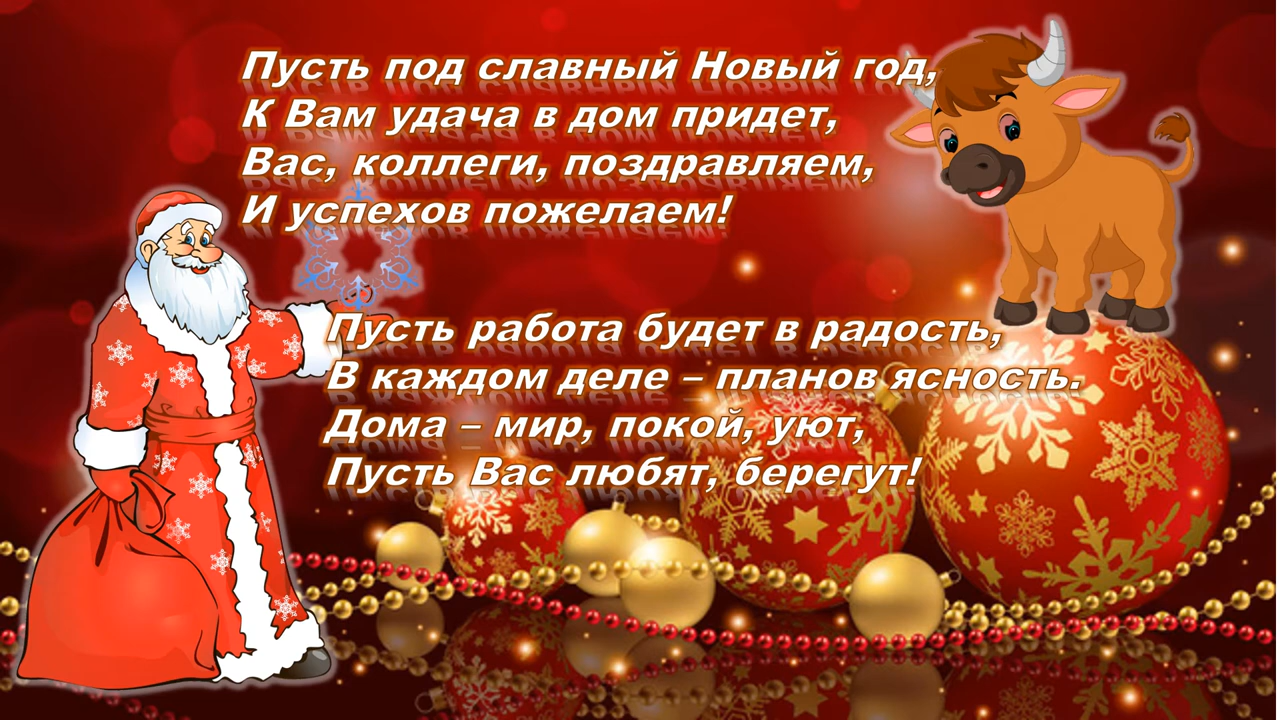 Пусть под славный Новый год,
К Вам удача в дом придет,
Вас, коллеги, поздравляем,
И успехов пожелаем!
Пусть работа будет в радость,
В каждом деле – планов ясность.
Дома – мир, покой, уют,
Пусть Вас любят, берегут!